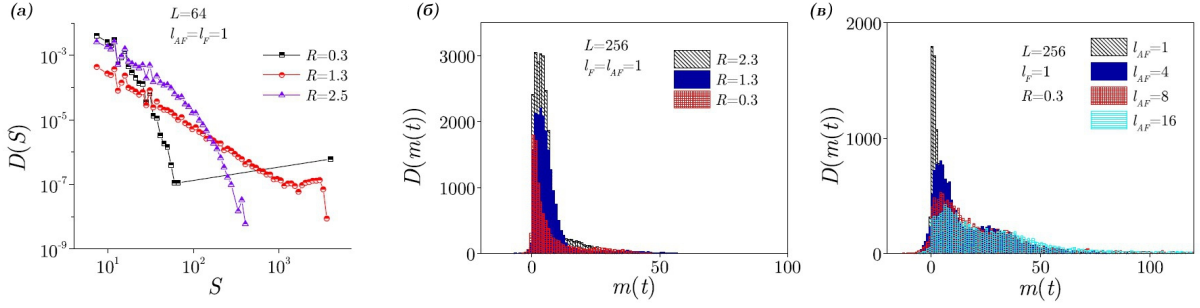 (а)
L=64
l_AF=l_F=1
R=0.3
R=1.3
R=2.5
D(S)
10^-3
10^-5
10^-7
10^-9
10^1
10^2
10^3
S
(б)
L=256
l_F=l_AF=1
R=2.3
R=1.3
R=0.3
D(m(t))
3000
2000
1000
0
0
50
100
m(t)
(в)
L=256
l_F=1
R=0.3
l_AF=1
l_AF=4
l_AF=8
l_AF=16
D(m(t))
2000
1500
1000
500
0
0
50
100
m(t)